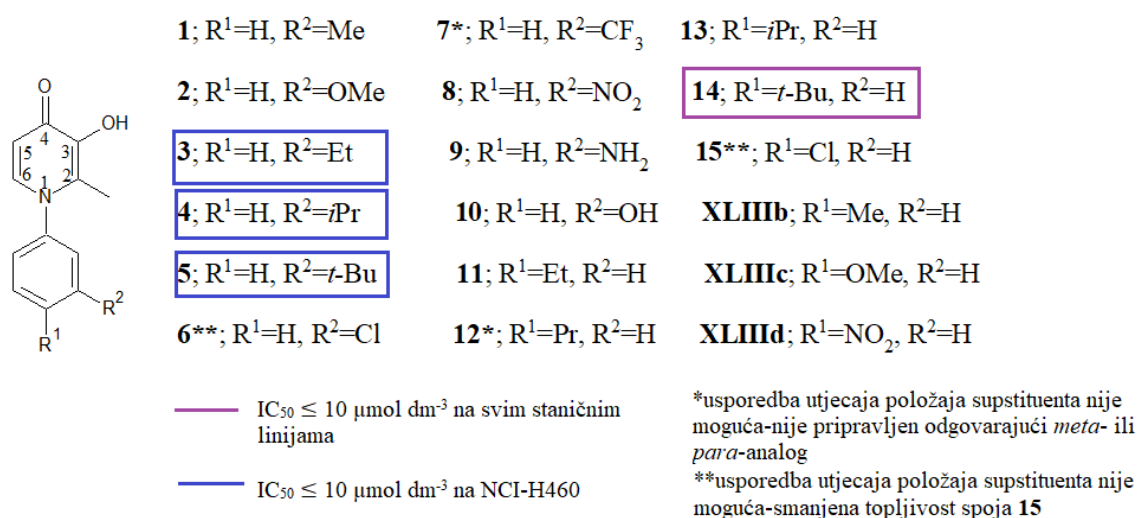 1; R¹=H, R²=Me
2; R¹=H, R²=OMe
3; R¹=H, R²=Et
4; R¹=H, R²=iPr
5; R¹=H, R²=t-Bu
6**; R¹=H, R²=Cl
7*; R¹=H, R²=CF₃
8; R¹=H, R²=NO₂
9; R¹=H, R²=NH₂
10; R¹=H, R²=OH
11; R¹=Et, R²=H
12*; R¹=Pr, R²=H
13; R¹=iPr, R²=H
14; R¹=t-Bu, R²=H
15**; R¹=Cl, R²=H
XLIIIb; R¹=Me, R²=H
XLIIIc; R¹=OMe, R²=H
XLIIId; R¹=NO₂, R²=H
O
4
OH
5
3
6
1
2
N
R²
R¹
IC₅₀ ≤ 10 µmol dm⁻³ na svim staničnim
linijama
IC₅₀ ≤ 10 µmol dm⁻³ na NCI-H460
*usporedba utjecaja položaja supstituenta nije
moguća-nije pripravljen odgovarajući meta- ili
para-analog
**usporedba utjecaja položaja supstituenta nije
moguća-smanjena topljivost spoja 15